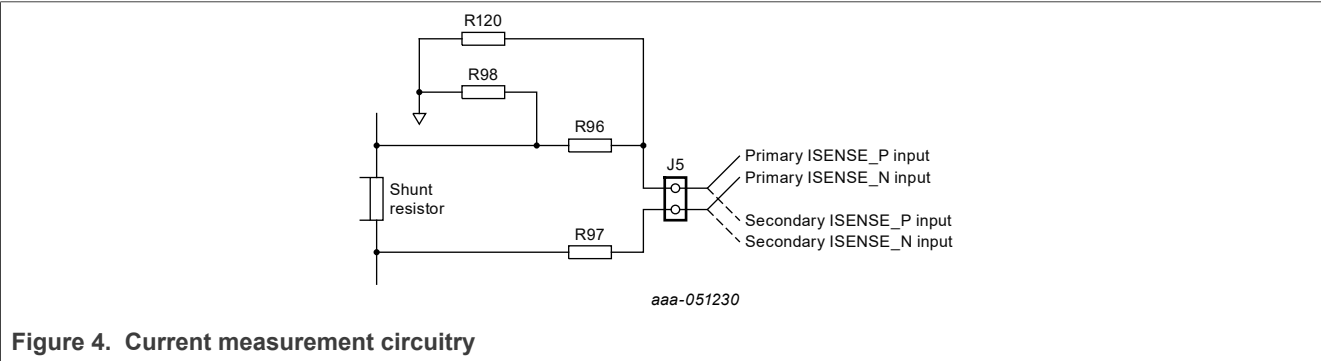 R120
R98
R96
J5
Primary ISENSE_P input
Primary ISENSE_N input
Shunt
resistor
Secondary ISENSE_P input
R97
Secondary ISENSE_N input
aaa-051230
Figure 4. Current measurement circuitry